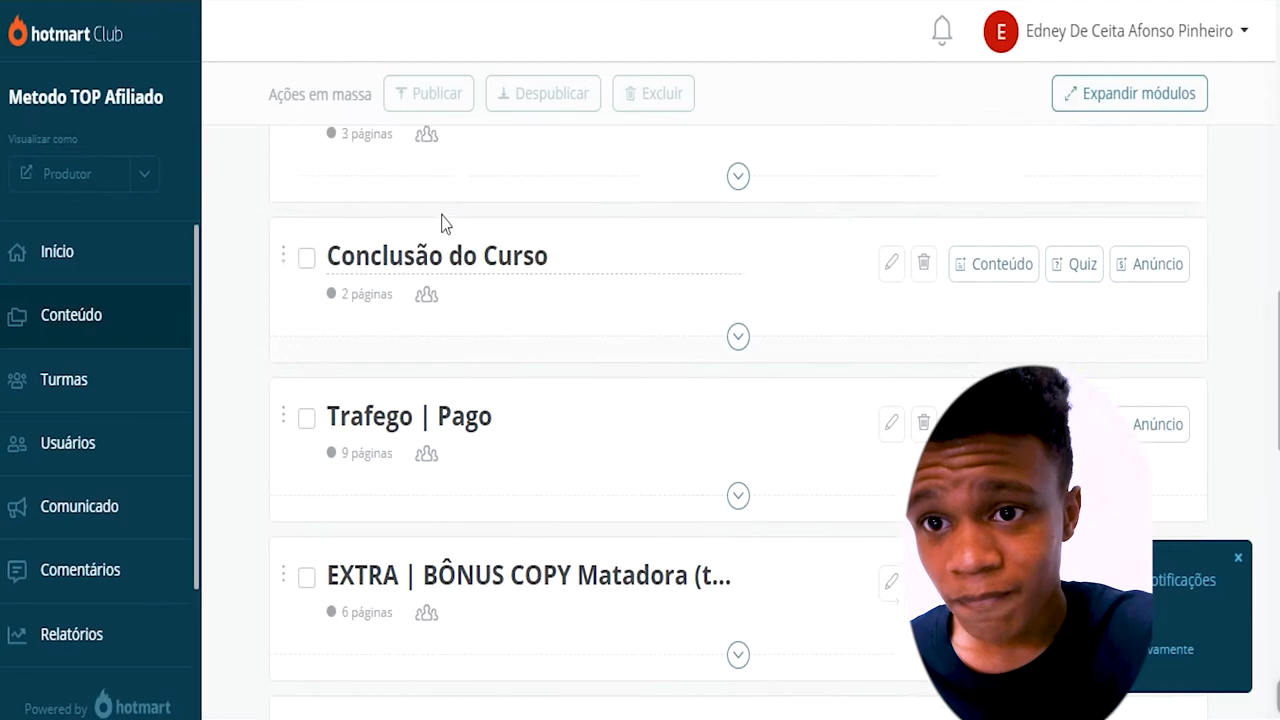 hotmart Club
Edney De Ceita Afonso Pinheiro
E
Metodo TOP Afiliado
Visualizar como
Produtor
Início
Conteúdo
Turmas
Usuários
Comunicado
Comentários
Relatórios
Powered by hotmart
Ações em massa
Publicar
Despublicar
Excluir
Expandir módulos
3 páginas
Conclusão do Curso
Conteúdo
Quiz
Anúncio
2 páginas
Trafego | Pago
Anúncio
9 páginas
EXTRA | BÔNUS COPY Matadora (t...
6 páginas
otificações
vamente